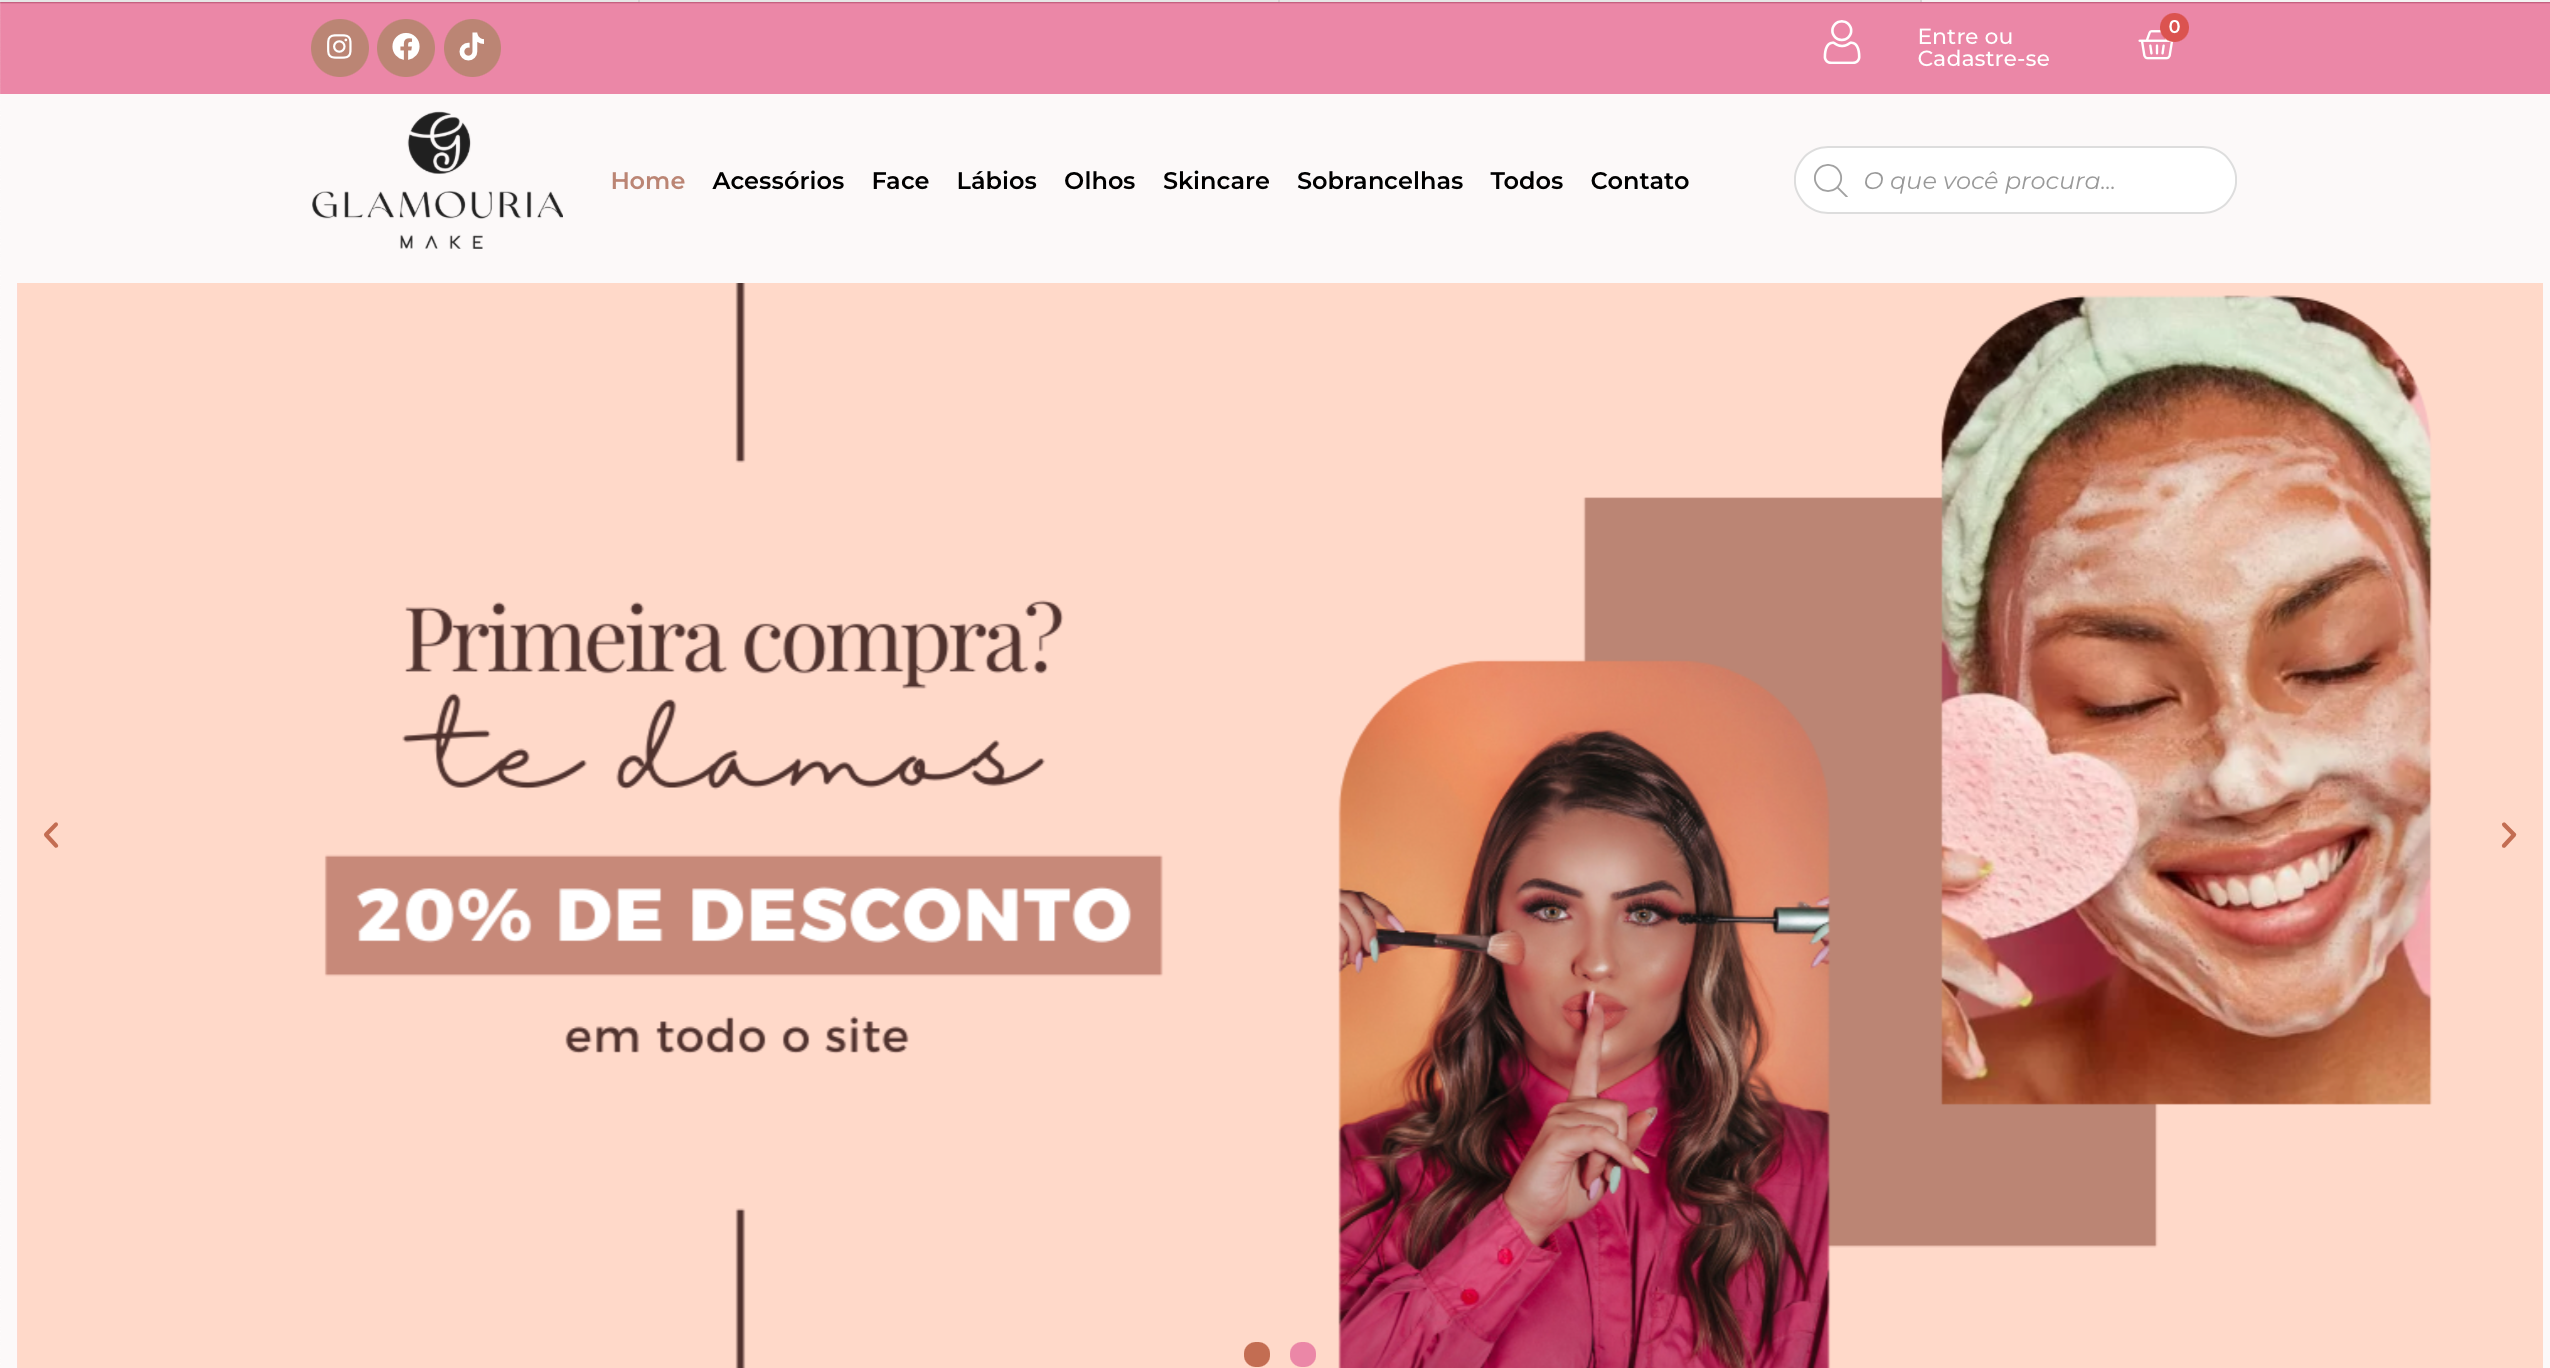 Entre ou
Cadastre-se
0
GLAMOURIA
MAKE
Home Acessórios Face Lábios Olhos Skincare Sobrancelhas Todos Contato
O que você procura...
Primeira compra?
te damos
20% DE DESCONTO
em todo o site